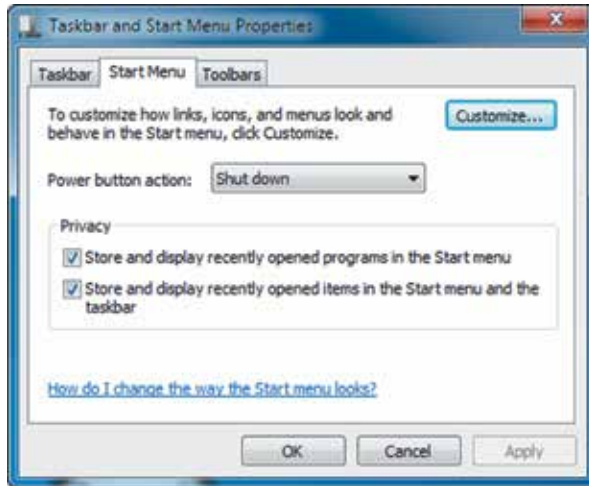 Taskbar and Start Menu Properties
Taskbar Start Menu Toolbars
To customize how links, icons, and menus look and
behave in the Start menu, click Customize.
Customize...
Power button action: Shut down
Privacy
Store and display recently opened programs in the Start menu
Store and display recently opened items in the Start menu and the
taskbar
How do I change the way the Start menu looks?
OK Cancel Apply